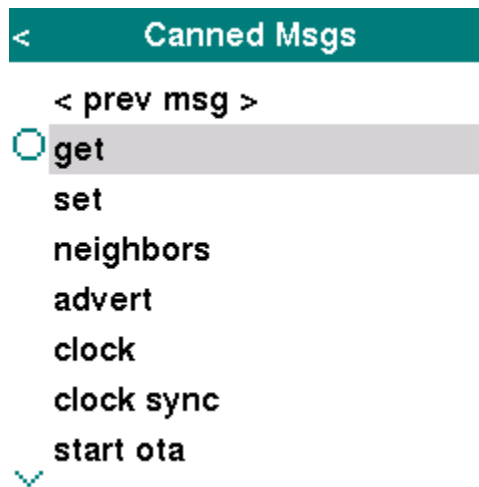 < Canned Msgs
< prev msg >
get
set
neighbors
advert
clock
clock sync
start ota